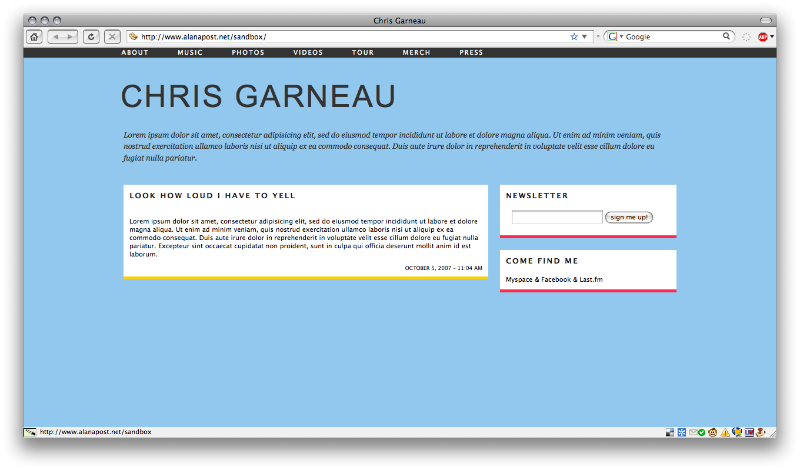 Chris Garneau
http://www.alanapost.net/sandbox/
Google
ABP
ABOUT MUSIC PHOTOS VIDEOS TOUR MERCH PRESS
CHRIS GARNEAU
Lorem ipsum dolor sit amet, consectetur adipisicing elit, sed do eiusmod tempor incididunt ut labore et dolore magna aliqua. Ut enim ad minim veniam, quis
nostrud exercitation ullamco laboris nisi ut aliquip ex ea commodo consequat. Duis aute irure dolor in reprehenderit in voluptate velit esse cillum dolore eu
fugiat nulla pariatur.
LOOK HOW LOUD I HAVE TO YELL
Lorem ipsum dolor sit amet, consectetur adipisicing elit, sed do eiusmod tempor incididunt ut labore et dolore
magna aliqua. Ut enim ad minim veniam, quis nostrud exercitation ullamco laboris nisi ut aliquip ex ea
commodo consequat. Duis aute irure dolor in reprehenderit in voluptate velit esse cillum dolore eu fugiat nulla
pariatur. Excepteur sint occaecat cupidatat non proident, sunt in culpa qui officia deserunt mollit anim id est
laborum.
OCTOBER 5, 2007 – 11:04 AM
NEWSLETTER
sign me up!
COME FIND ME
Myspace & Facebook & Last.fm
http://www.alanapost.net/sandbox